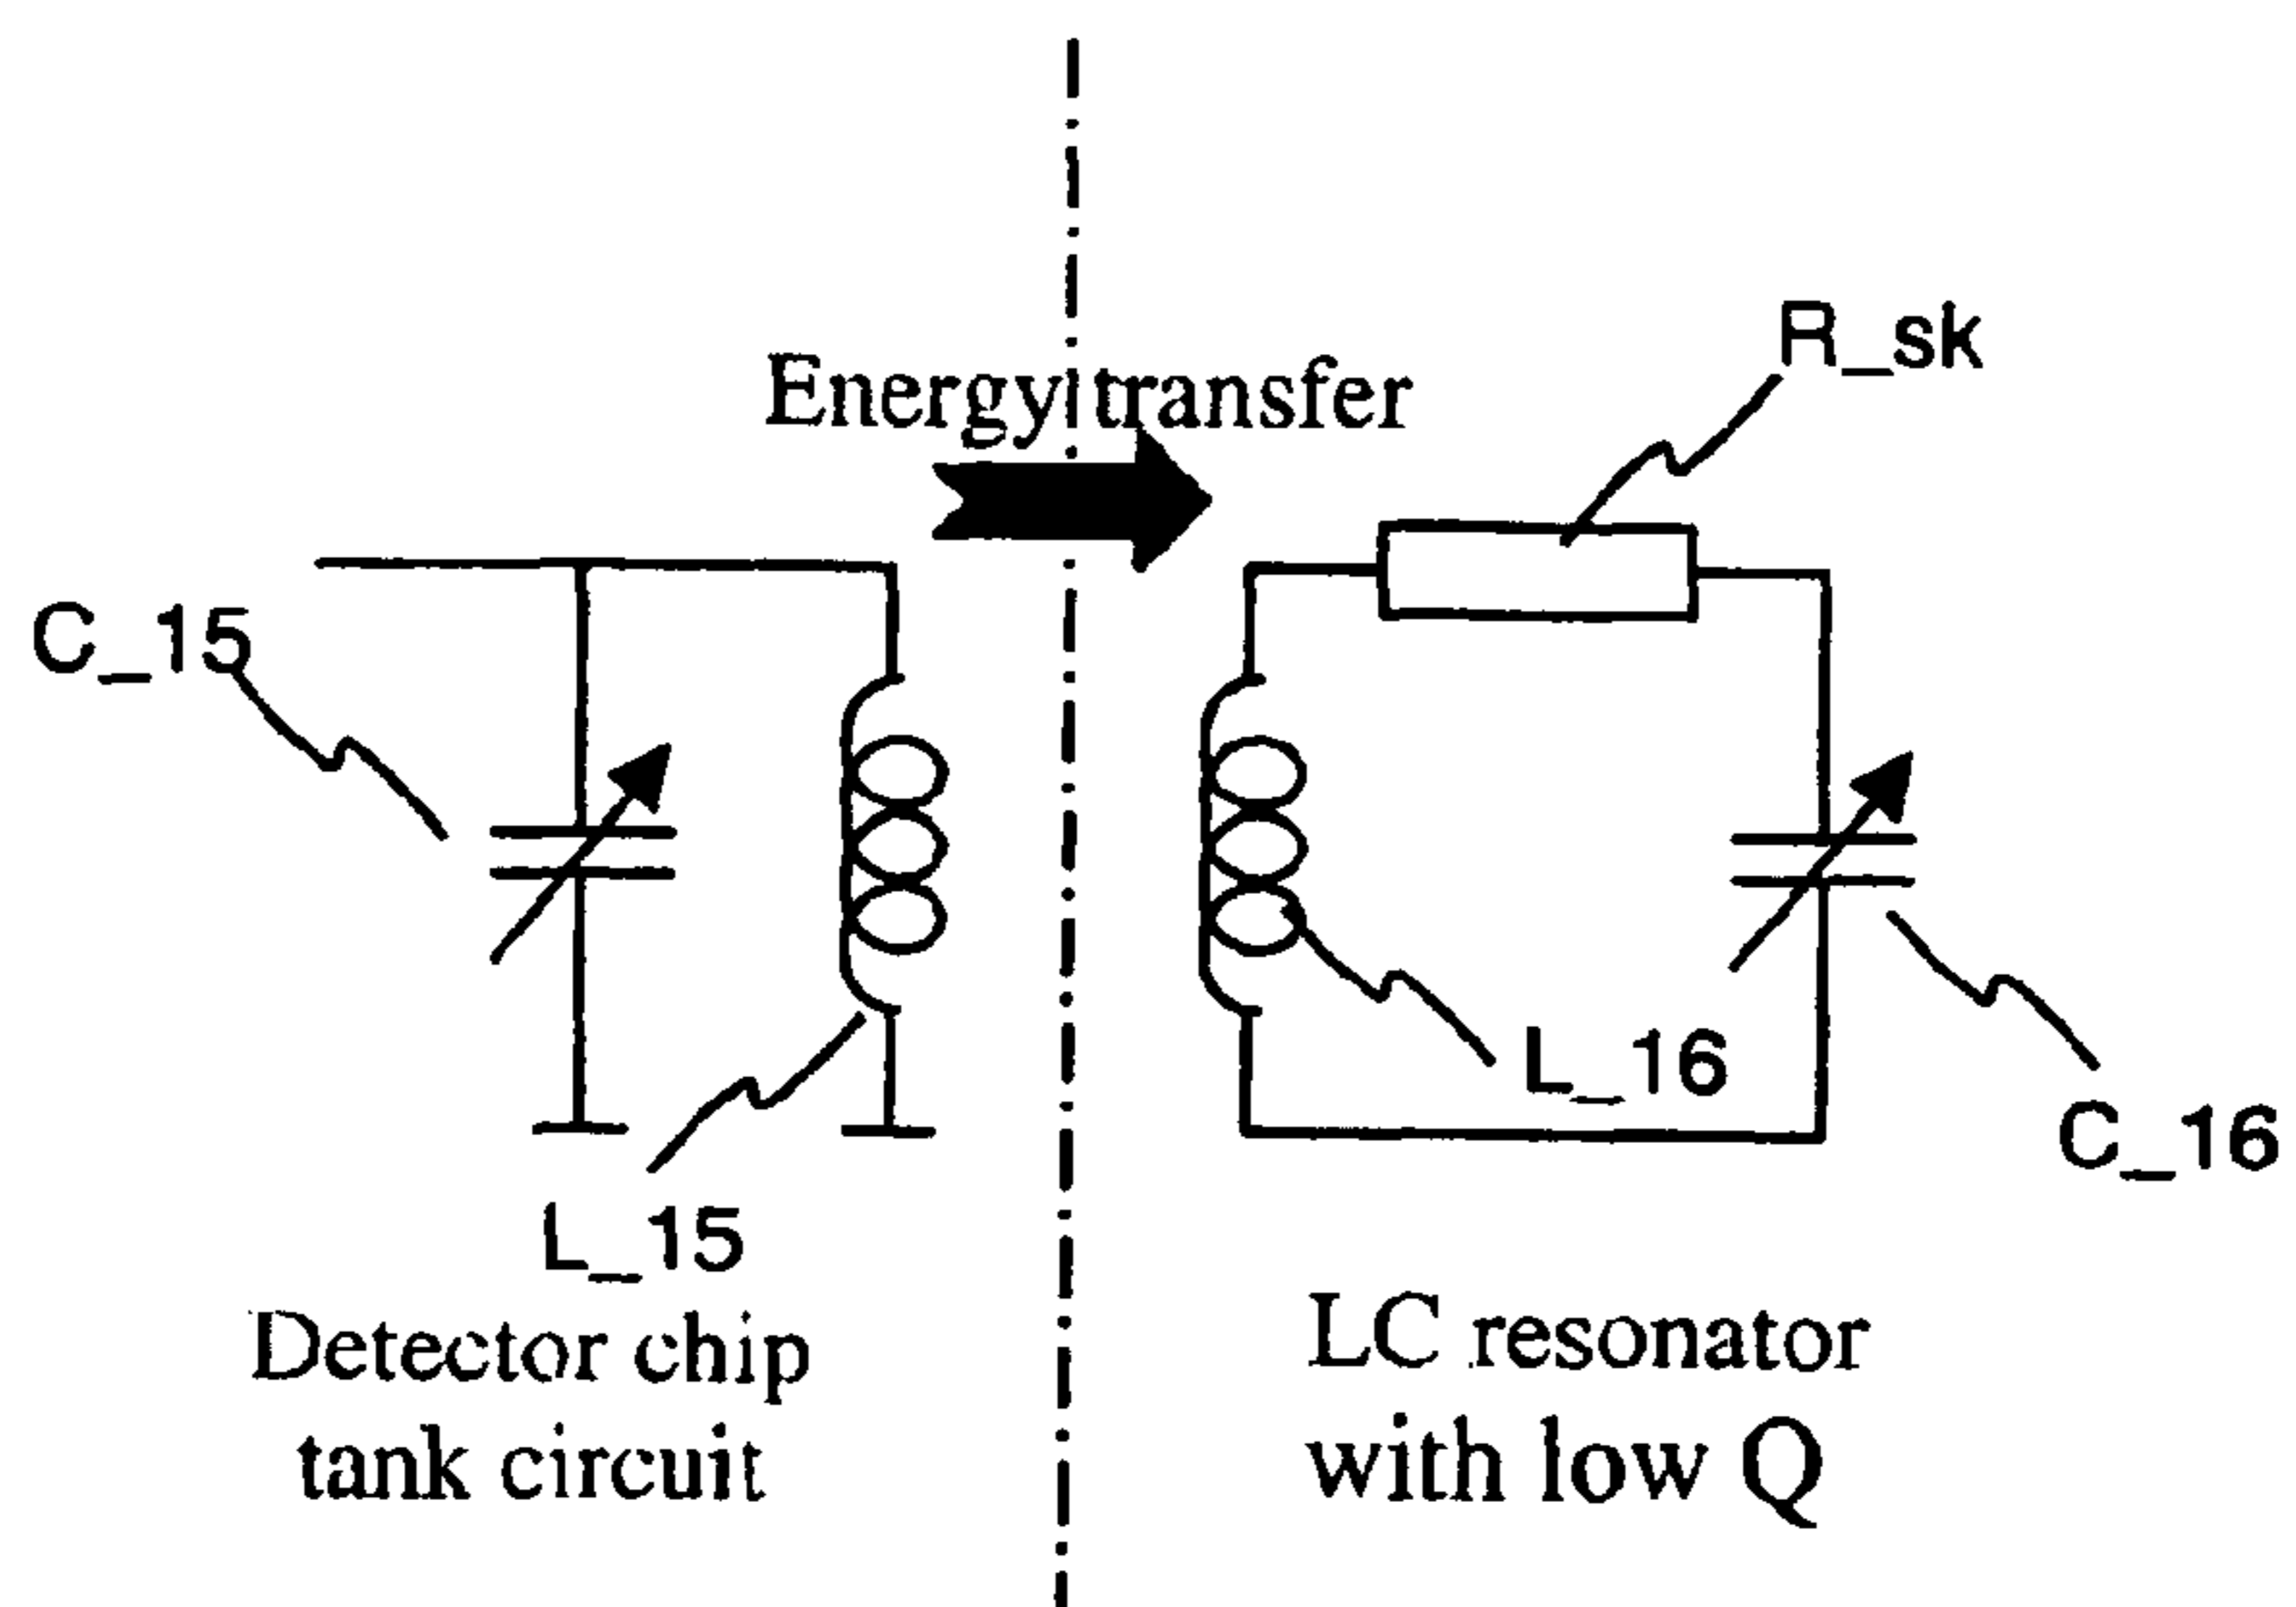 Energy transfer
R_sk
C_15
L_16
C_16
L_15
Detector chip
tank circuit
LC resonator
with low Q